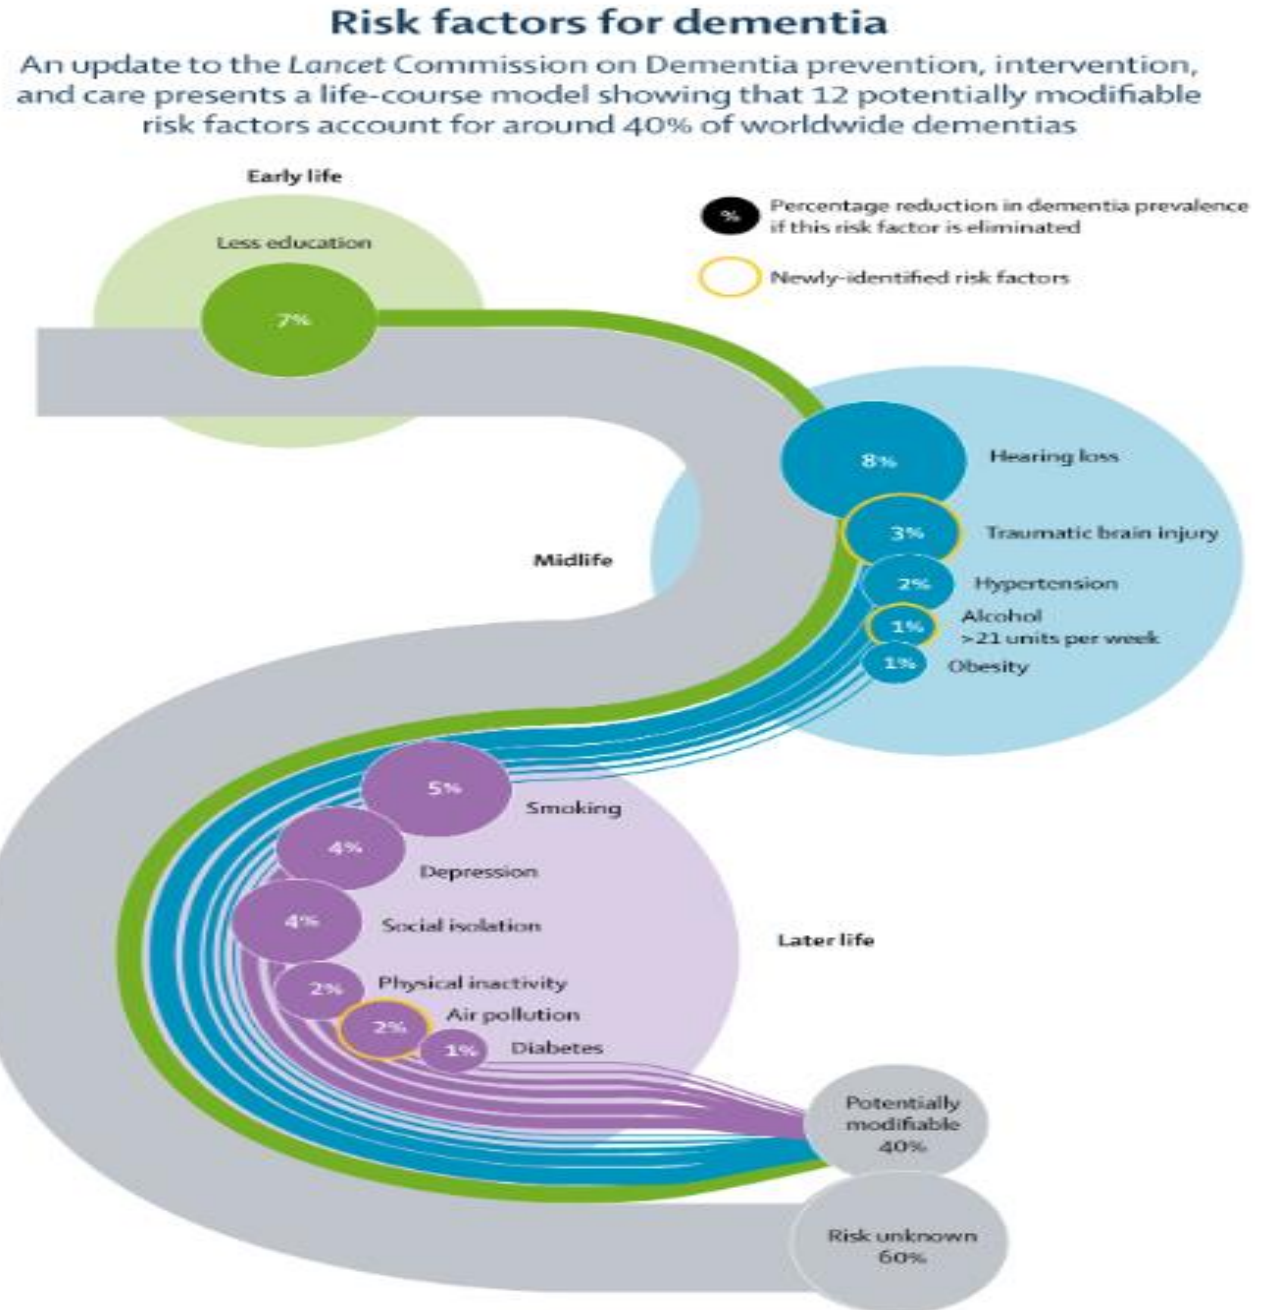 Risk factors for dementia
An update to the Lancet Commission on Dementia prevention, intervention,
and care presents a life-course model showing that 12 potentially modifiable
risk factors account for around 40% of worldwide dementias
Early life
Less education
7%
%
Percentage reduction in dementia prevalence
if this risk factor is eliminated
Newly-identified risk factors
8%
Hearing loss
3%
Traumatic brain injury
Midlife
2%
Hypertension
1%
Alcohol
>21 units per week
1%
Obesity
5%
Smoking
4%
Depression
4%
Social isolation
Later life
2%
Physical inactivity
2%
Air pollution
1%
Diabetes
Potentially
modifiable
40%
Risk unknown
60%